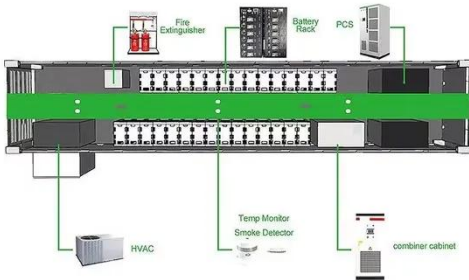 Fire
Extinguisher
Battery
Rack
PCS
HVAC
Temp Monitor
Smoke Detector
combiner cabinet